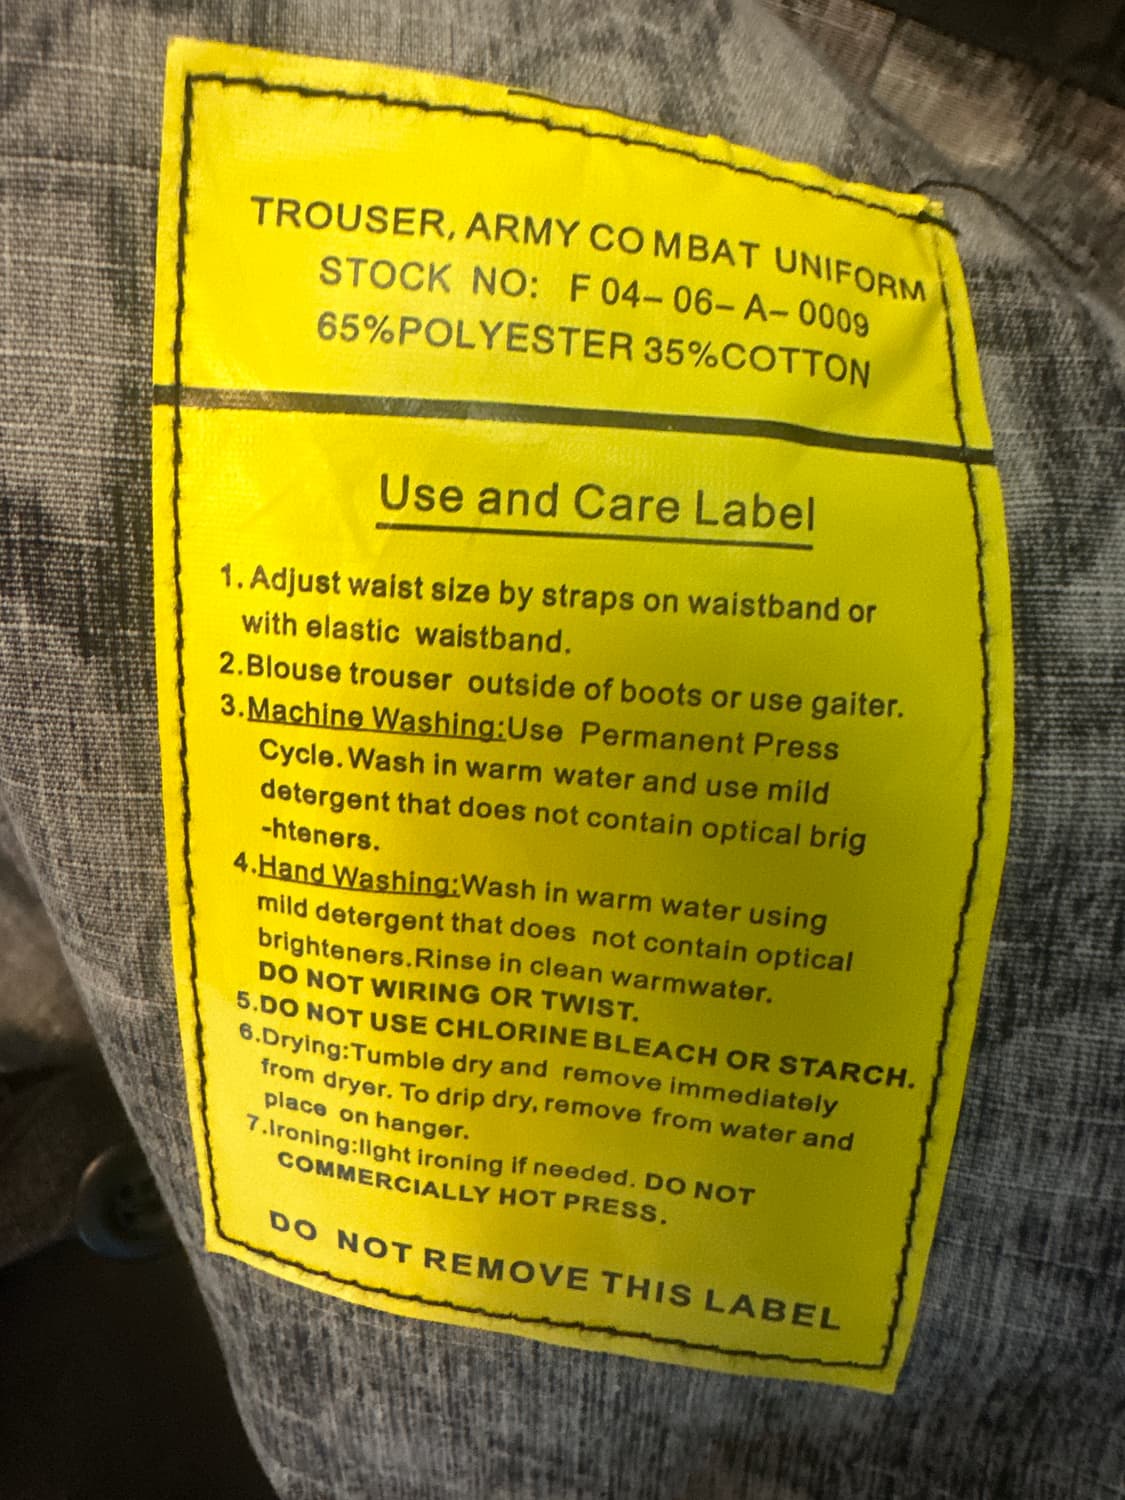 TROUSER, ARMY COMBAT UNIFORM
STOCK NO: F 04-06-A-0009
65%POLYESTER 35%COTTON
Use and Care Label
1. Adjust waist size by straps on waistband or
with elastic waistband.
2.Blouse trouser outside of boots or use gaiter.
3.Machine Washing:Use Permanent Press
Cycle.Wash in warm water and use mild
detergent that does not contain optical brig
-hteners.
4.Hand Washing:Wash in warm water using
mild detergent that does not contain optical
brighteners.Rinse in clean warmwater.
DO NOT WIRING OR TWIST.
5.DO NOT USE CHLORINE BLEACH OR STARCH.
6.Drying:Tumble dry and remove immediately
from dryer. To drip dry, remove from water and
place on hanger.
7.Ironing:light ironing if needed. DO NOT
COMMERCIALLY HOT PRESS.
DO NOT REMOVE THIS LABEL